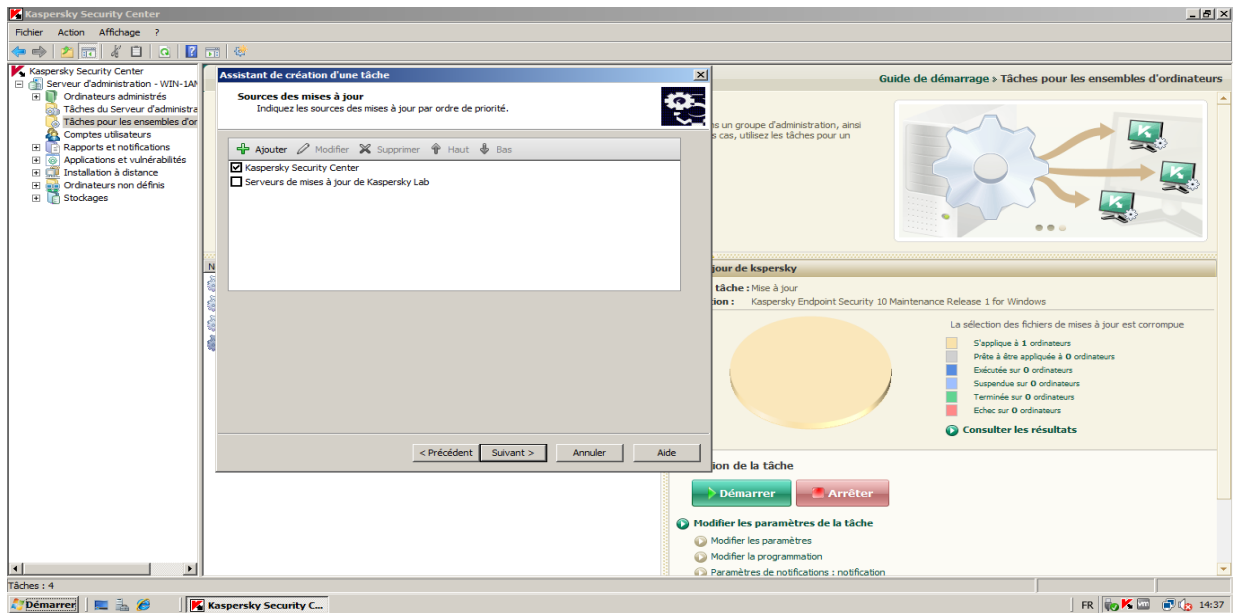 Kaspersky Security Center
Fichier Action Affichage ?
Kaspersky Security Center
Serveur d'administration - WIN-1AN
Ordinateurs administrés
Tâches du Serveur d'administra
Tâches pour les ensembles d'or
Comptes utilisateurs
Rapports et notifications
Applications et vulnérabilités
Installation à distance
Ordinateurs non définis
Stockages
Assistant de création d'une tâche
Sources des mises à jour
Indiquez les sources des mises à jour par ordre de priorité.
Ajouter Modifier Supprimer Haut Bas
Kaspersky Security Center
Serveurs de mises à jour de Kaspersky Lab
< Précédent Suivant > Annuler Aide
N
Guide de démarrage » Tâches pour les ensembles d'ordinateurs
ns un groupe d'administration, ainsi
s cas, utilisez les tâches pour un
jour de kspersky
tâche : Mise à jour
ion : Kaspersky Endpoint Security 10 Maintenance Release 1 for Windows
La sélection des fichiers de mises à jour est corrompue
S'applique à 1 ordinateurs
Prête à être appliquée à 0 ordinateurs
Exécutée sur 0 ordinateurs
Suspendue sur 0 ordinateurs
Terminée sur 0 ordinateurs
Echec sur 0 ordinateurs
Consulter les résultats
ion de la tâche
Démarrer Arrêter
Modifier les paramètres de la tâche
Modifier les paramètres
Modifier la programmation
Paramètres de notifications : notification
Tâches : 4
Démarrer Kaspersky Security C... FR 14:37